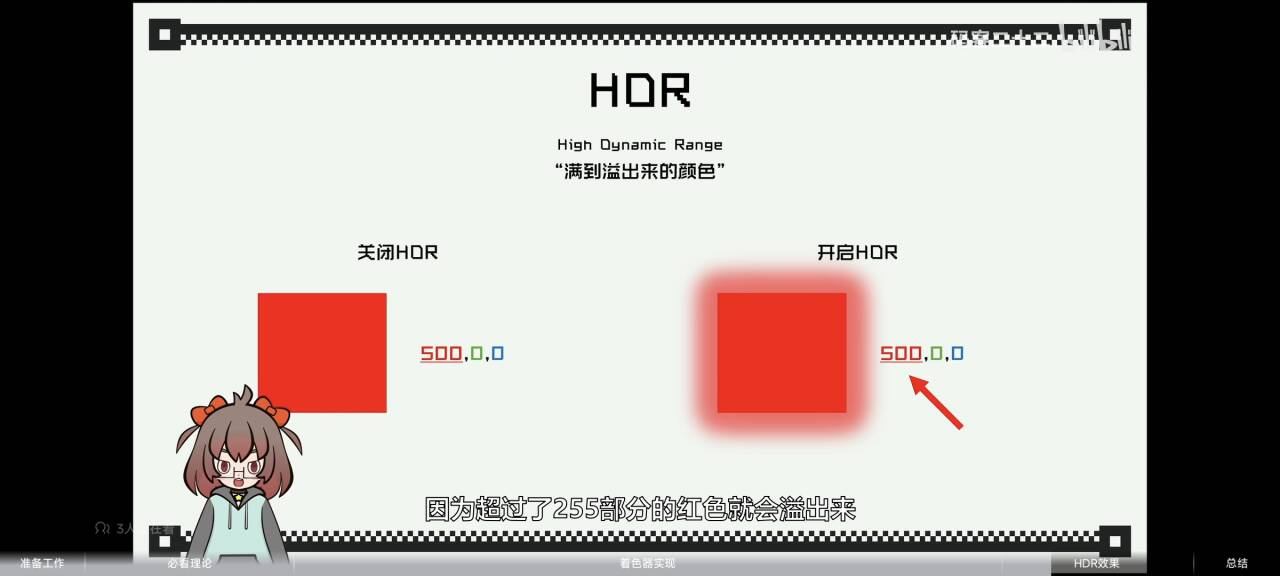 HDR
High Dynamic Range
“满到溢出来的颜色”
关闭HDR
开启HDR
500,0,0
500,0,0
因为超过了255部分的红色就会溢出来
3人
在看
准备工作
必看理论
着色器实现
HDR效果
总结